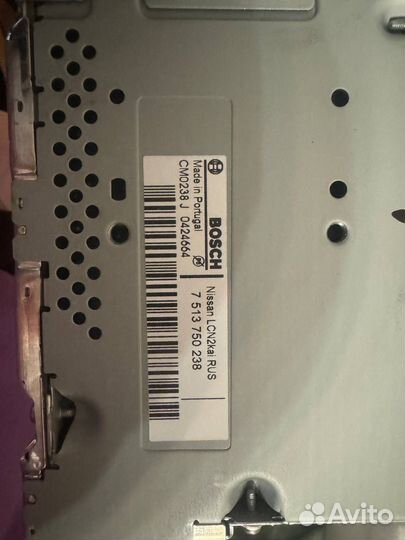 BOSCH
Made in Portugal
CM0238 J 0424664
Nissan LCN2kai RUS
7 513 750 238
Avito